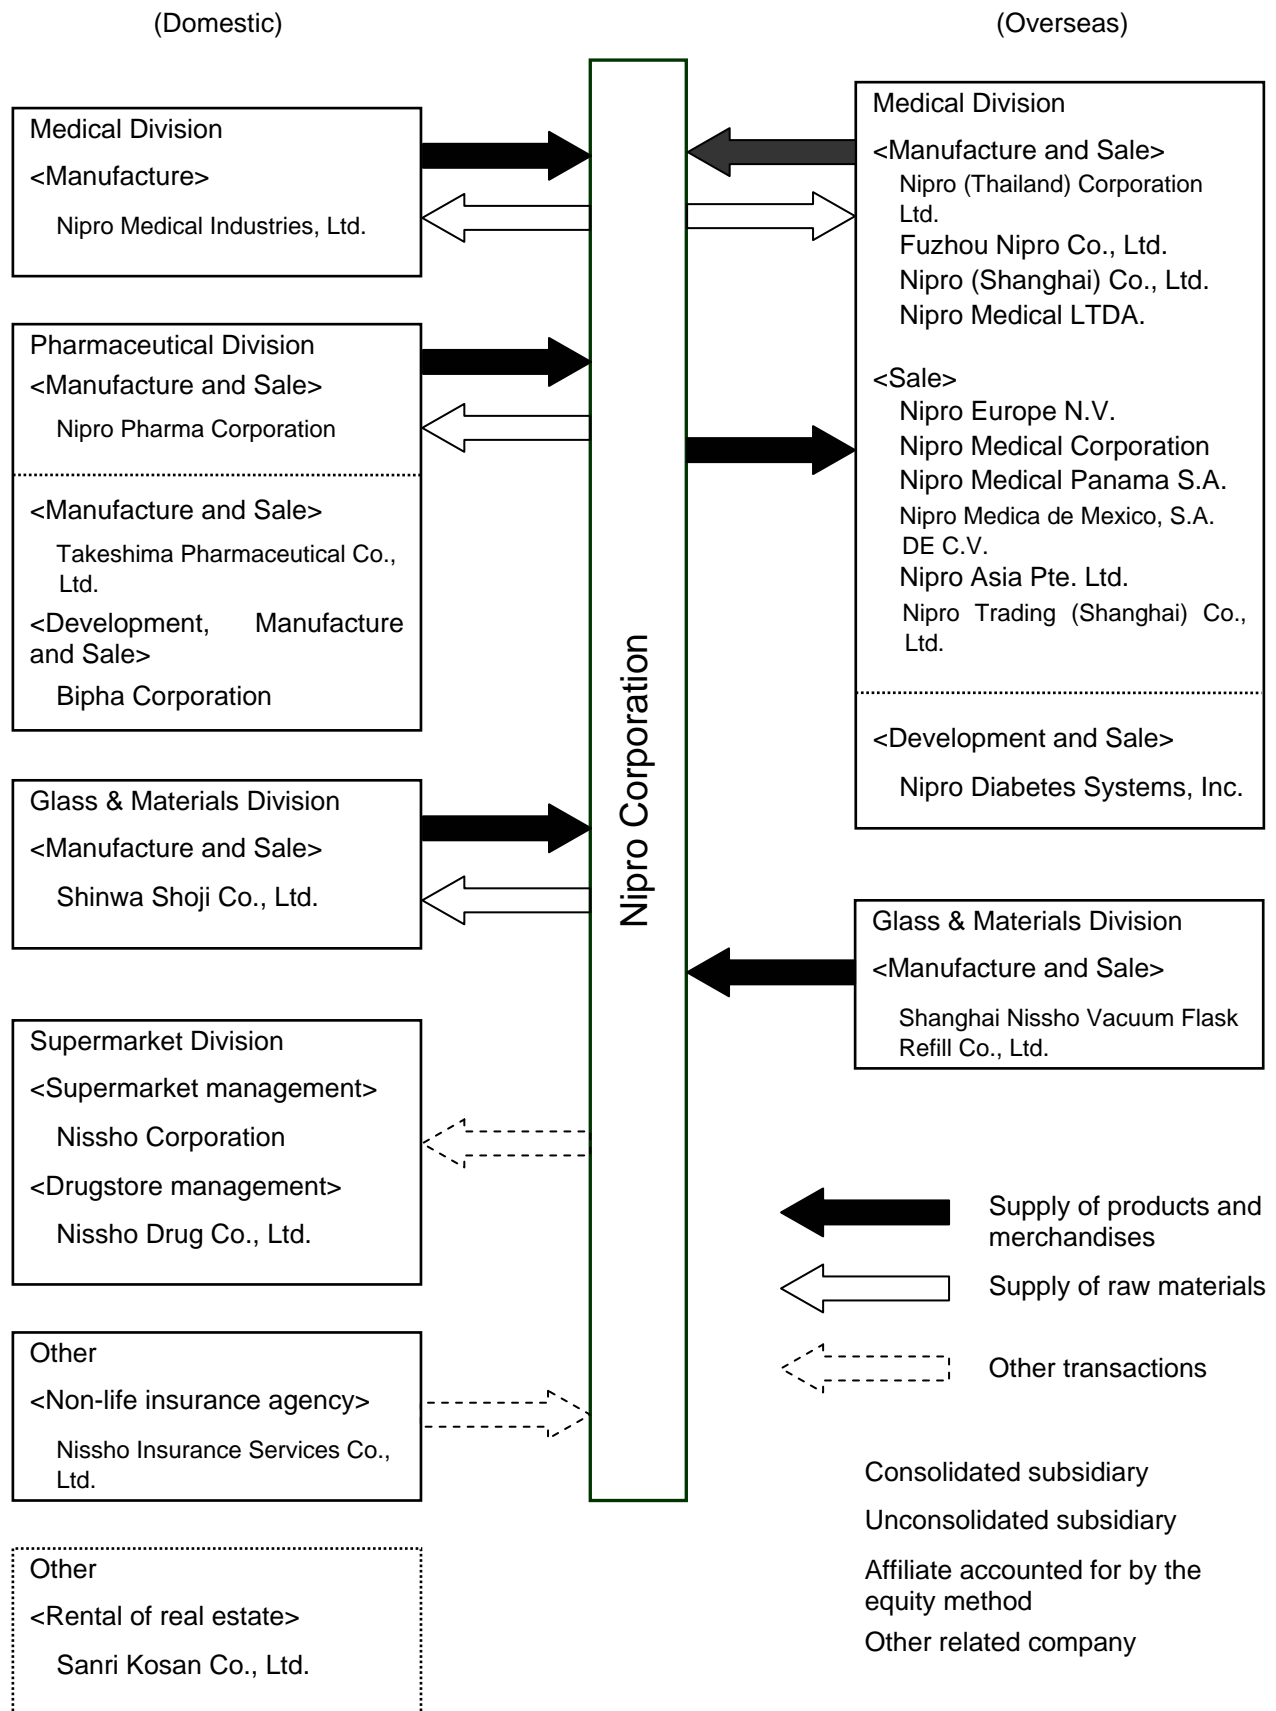 (Domestic)
(Overseas)
Medical Division
<Manufacture>
Nipro Medical Industries, Ltd.
Pharmaceutical Division
<Manufacture and Sale>
Nipro Pharma Corporation
<Manufacture and Sale>
Takeshima Pharmaceutical Co.,
Ltd.
<Development, Manufacture
and Sale>
Bipha Corporation
Glass & Materials Division
<Manufacture and Sale>
Shinwa Shoji Co., Ltd.
Supermarket Division
<Supermarket management>
Nissho Corporation
<Drugstore management>
Nissho Drug Co., Ltd.
Other
<Non-life insurance agency>
Nissho Insurance Services Co.,
Ltd.
Other
<Rental of real estate>
Sanri Kosan Co., Ltd.
Nipro Corporation
Medical Division
<Manufacture and Sale>
Nipro (Thailand) Corporation
Ltd.
Fuzhou Nipro Co., Ltd.
Nipro (Shanghai) Co., Ltd.
Nipro Medical LTDA.
<Sale>
Nipro Europe N.V.
Nipro Medical Corporation
Nipro Medical Panama S.A.
Nipro Medica de Mexico, S.A.
DE C.V.
Nipro Asia Pte. Ltd.
Nipro Trading (Shanghai) Co.,
Ltd.
<Development and Sale>
Nipro Diabetes Systems, Inc.
Glass & Materials Division
<Manufacture and Sale>
Shanghai Nissho Vacuum Flask
Refill Co., Ltd.
Supply of products and
merchandises
Supply of raw materials
Other transactions
Consolidated subsidiary
Unconsolidated subsidiary
Affiliate accounted for by the
equity method
Other related company